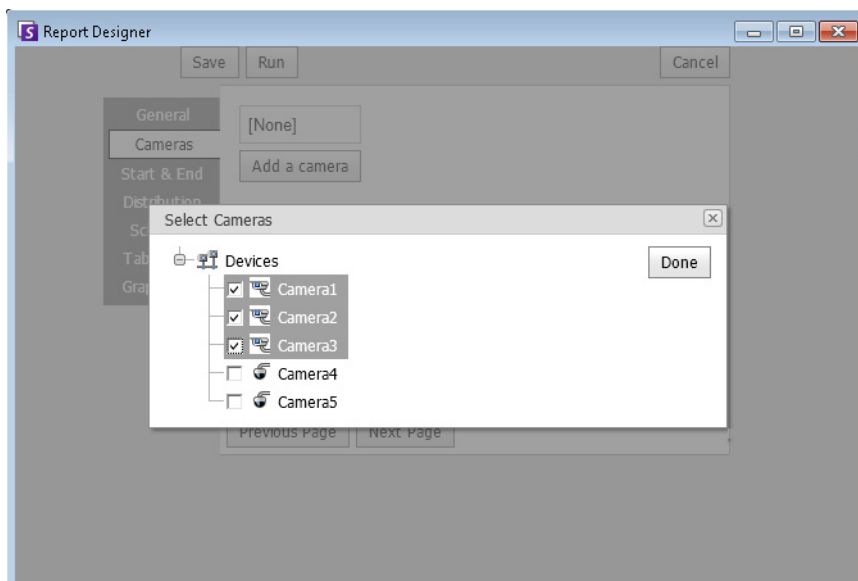 Report Designer
Save Run Cancel
General
[None]
Cameras
Add a camera
Start & End
Distribution
Select Cameras
Devices
Done
Camera1
Camera2
Camera3
Camera4
Camera5
Previous Page Next Page